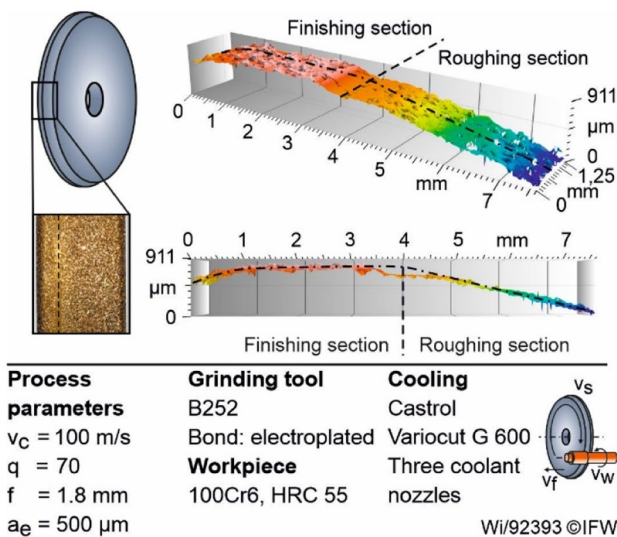 Finishing section
Roughing section
911
µm
0
1,25
mm
0
0
1
2
3
4
5
mm
7
0 1 2 3 4 5 mm 7
911
µm
0
Finishing section Roughing section
Process
parameters
vc = 100 m/s
q = 70
f = 1.8 mm
ae = 500 µm
Grinding tool
B252
Bond: electroplated
Workpiece
100Cr6, HRC 55
Cooling
Castrol
Variocut G 600
Three coolant
nozzles
vs
vf
vw
Wi/92393 ©IFW